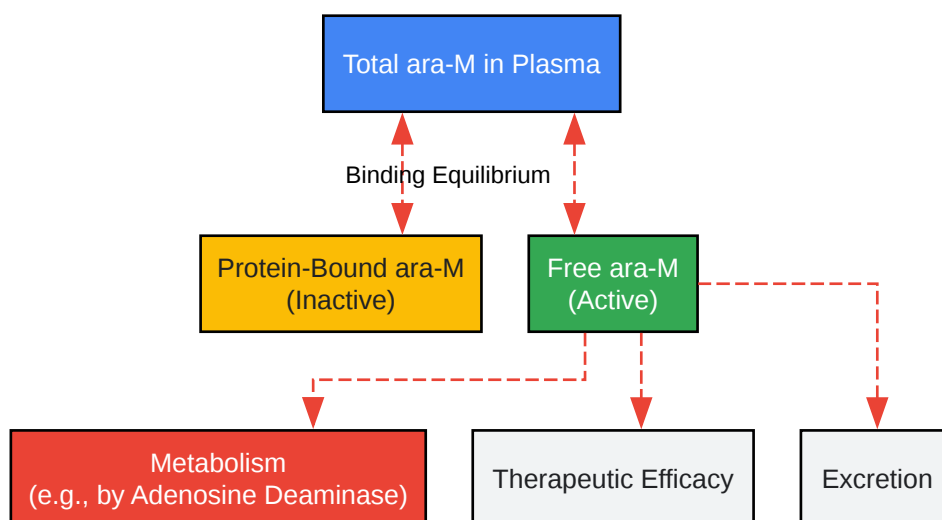 Total ara-M in Plasma
Binding Equilibrium
Protein-Bound ara-M
(Inactive)
Free ara-M
(Active)
Metabolism
(e.g., by Adenosine Deaminase)
Therapeutic Efficacy
Excretion